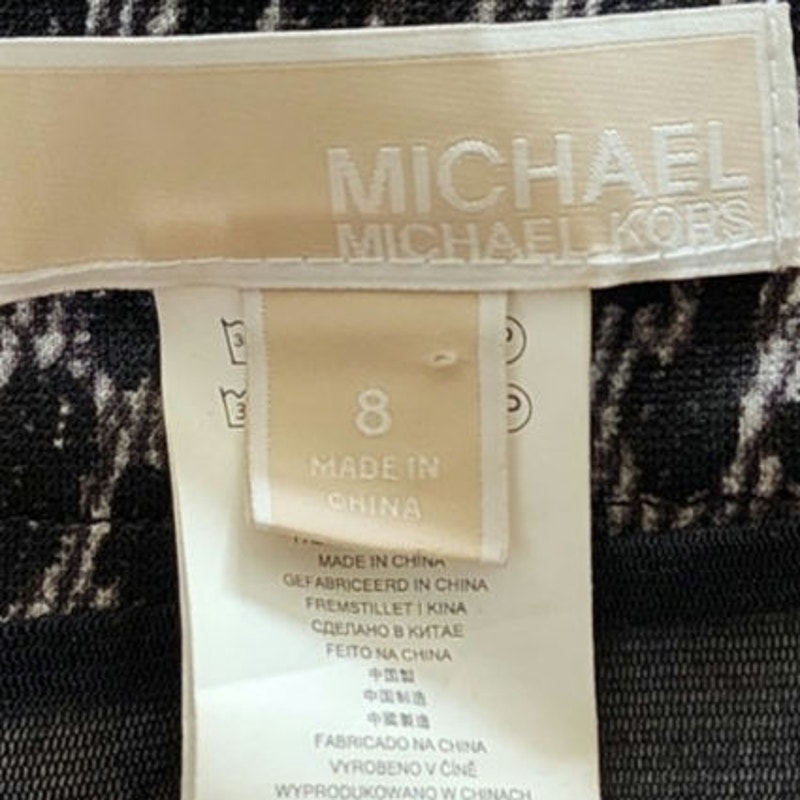 MICHAEL
MICHAEL KORS
8
MADE IN
CHINA
MADE IN CHINA
GEFABRICEERD IN CHINA
FREMSTILLET I KINA
СДЕЛАНО В КИТАЕ
FEITO NA CHINA
中国製
中国制造
中國製造
FABRICADO NA CHINA
VYROBENO V ČÍNĚ
WYPRODUKOWANO W CHINACH